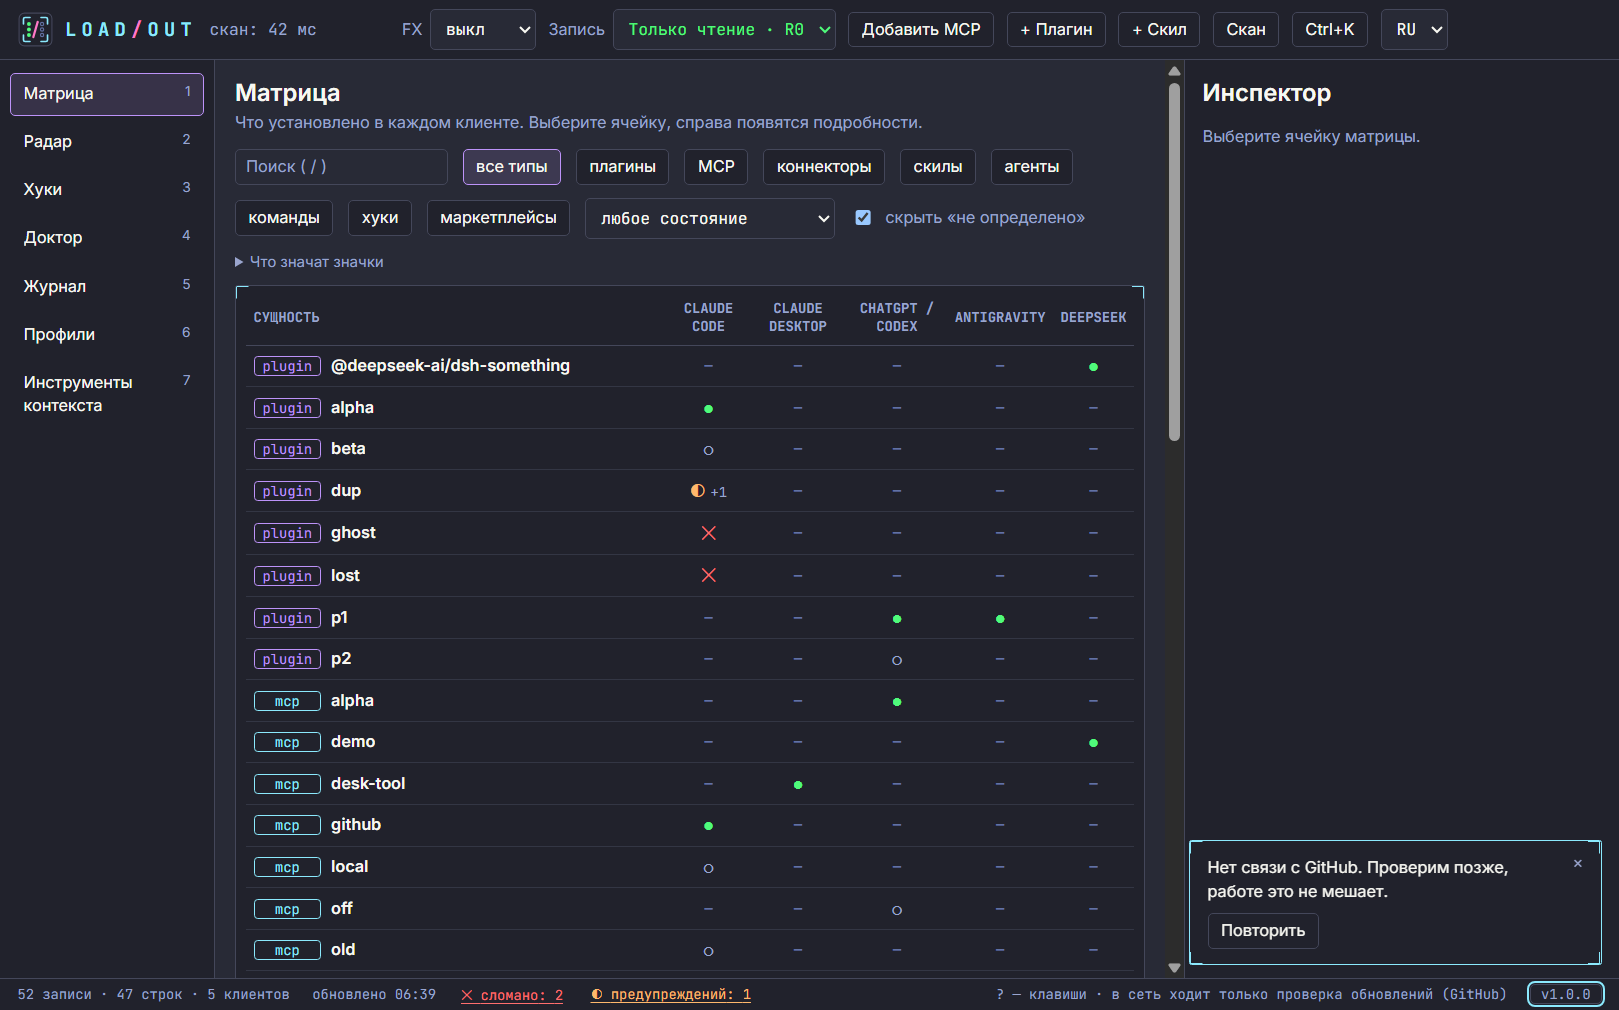 LOAD/OUT скан: 42 мс FX выкл Запись Только чтение · R0 Добавить MCP + Плагин + Скил Скан Ctrl+K RU
Матрица 1
Радар 2
Хуки 3
Доктор 4
Журнал 5
Профили 6
Инструменты контекста 7
Матрица
Что установлено в каждом клиенте. Выберите ячейку, справа появятся подробности.
Поиск ( / ) все типы плагины MCP коннекторы скилы агенты
команды хуки маркетплейсы любое состояние скрыть «не определено»
Что значат значки
СУЩНОСТЬ CLAUDE CODE CLAUDE DESKTOP CHATGPT / CODEX ANTIGRAVITY DEEPSEEK
plugin @deepseek-ai/dsh-something – – – –
plugin alpha – – – –
plugin beta – – – –
plugin dup +1 – – – –
plugin ghost – – – –
plugin lost – – – –
plugin p1 – – –
plugin p2 – – – –
mcp alpha – – – –
mcp demo – – – –
mcp desk-tool – – – –
mcp github – – – –
mcp local – – – –
mcp off – – – –
mcp old – – – –
Инспектор
Выберите ячейку матрицы.
Нет связи с GitHub. Проверим позже, ×
работе это не мешает.
Повторить
52 записи · 47 строк · 5 клиентов обновлено 06:39 сломано: 2 предупреждений: 1 ? — клавиши · в сеть ходит только проверка обновлений (GitHub) v1.0.0